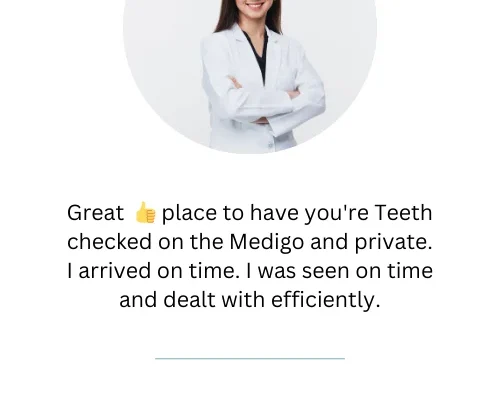 Great 👍 place to have you're Teeth
checked on the Medigo and private.
I arrived on time. I was seen on time
and dealt with efficiently.